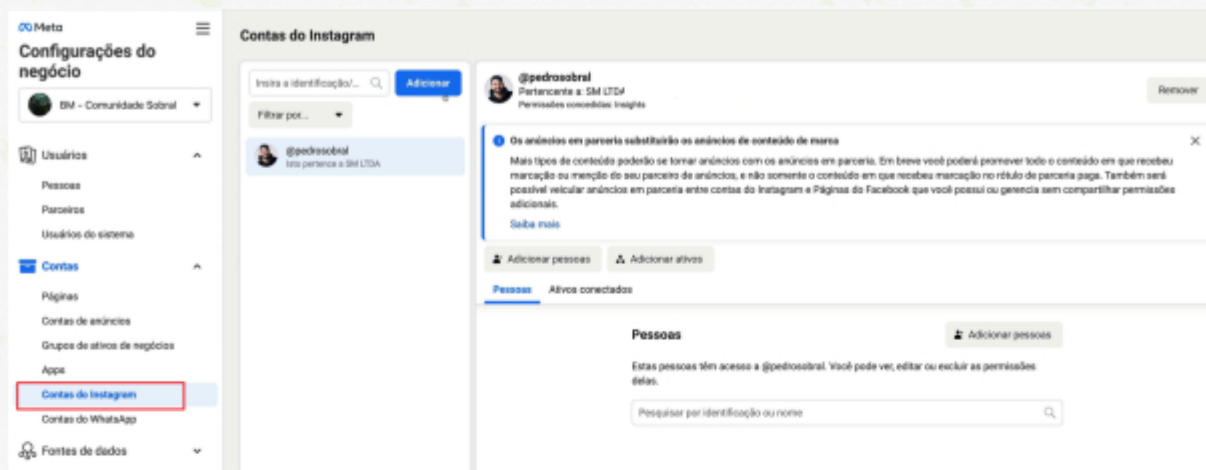 Meta
Configurações do
negócio
BM - Comunidade Sobral
Usuários
Pessoas
Parceiros
Usuários do sistema
Contas
Páginas
Contas de anúncios
Grupos de ativos de negócios
Apps
Contas do Instagram
Contas do WhatsApp
Fontes de dados
Contas do Instagram
Insira a identificação/...
Adicionar
Filtrar por...
@pedrosobral
Isto pertence a SM LTDA
@pedrosobral
Pertencente a: SM LTDA
Permissões concedidas: Insights
Remover
Os anúncios em parceria substituirão os anúncios de conteúdo de marca
Mais tipos de conteúdo poderão se tornar anúncios com os anúncios em parceria. Em breve você poderá promover todo o conteúdo em que recebeu
marcação ou menção do seu parceiro de anúncios, e não somente o conteúdo em que recebeu marcação no rótulo de parceria paga. Também será
possível veicular anúncios em parceria entre contas do Instagram e Páginas do Facebook que você possui ou gerencia sem compartilhar permissões
adicionais.
Saiba mais
Adicionar pessoas
Adicionar ativos
Pessoas
Ativos conectados
Pessoas
Adicionar pessoas
Estas pessoas têm acesso a @pedrosobral. Você pode ver, editar ou excluir as permissões
delas.
Pesquisar por identificação ou nome